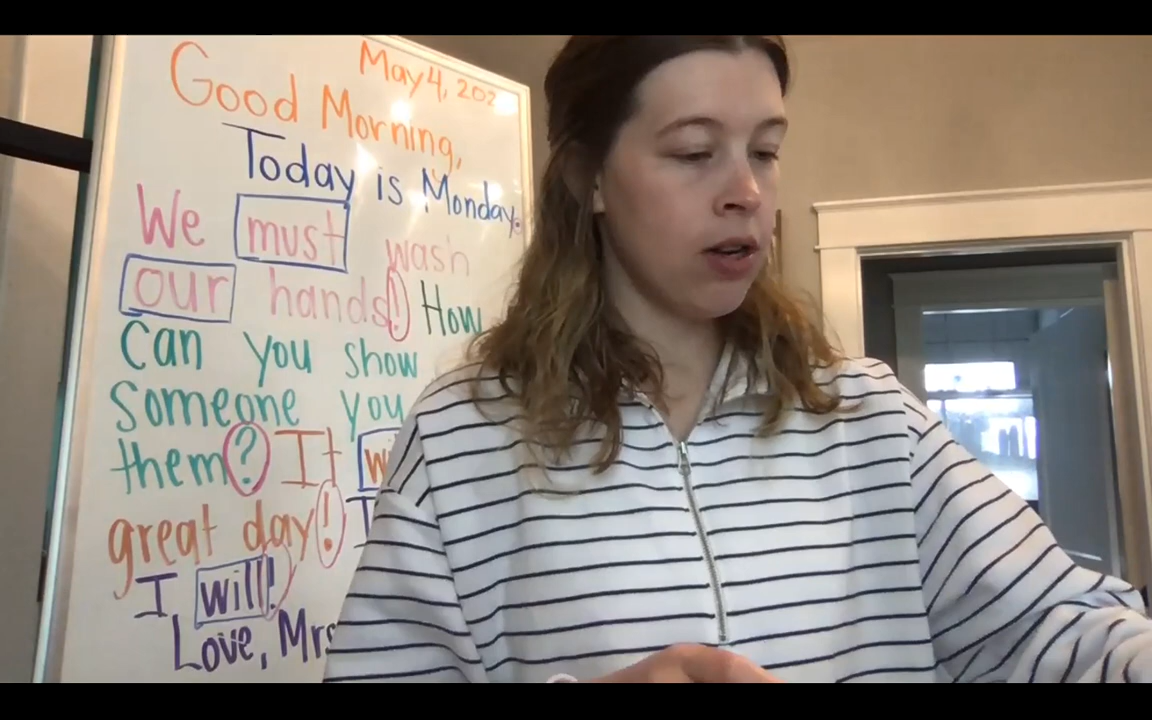 May 4, 202
Good Morning,
Today is Monday.
We must wash
our hands! How
Can you show
Someone you
them? It
great day!
I will!
Love, Mrs